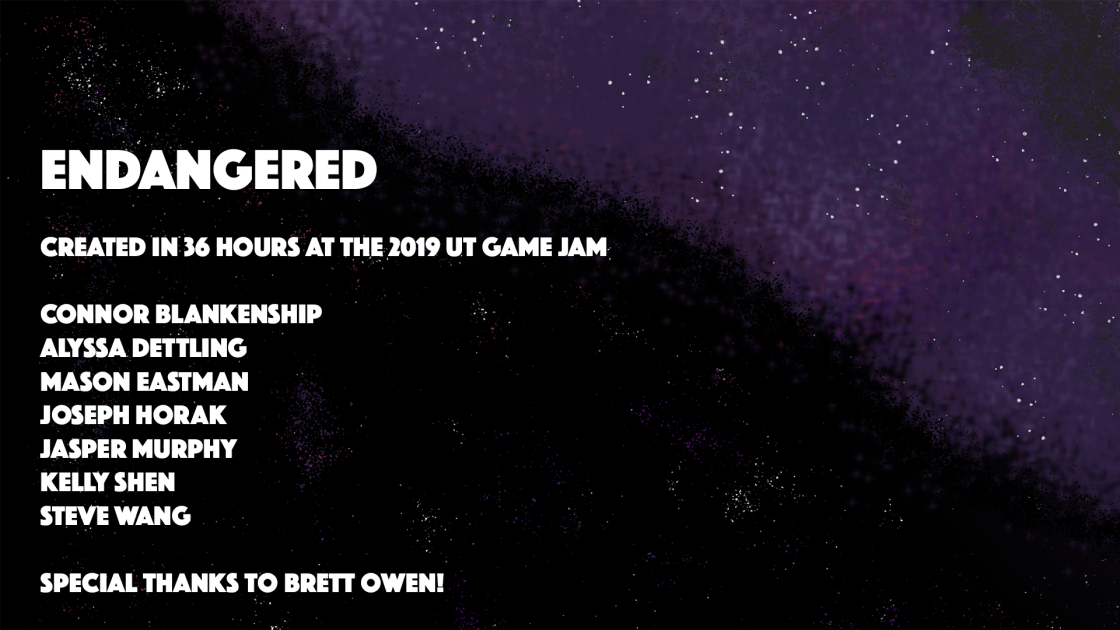 ENDANGERED
CREATED IN 36 HOURS AT THE 2019 UT GAME JAM
CONNOR BLANKENSHIP
ALYSSA DETTLING
MASON EASTMAN
JOSEPH HORAK
JASPER MURPHY
KELLY SHEN
STEVE WANG
SPECIAL THANKS TO BRETT OWEN!